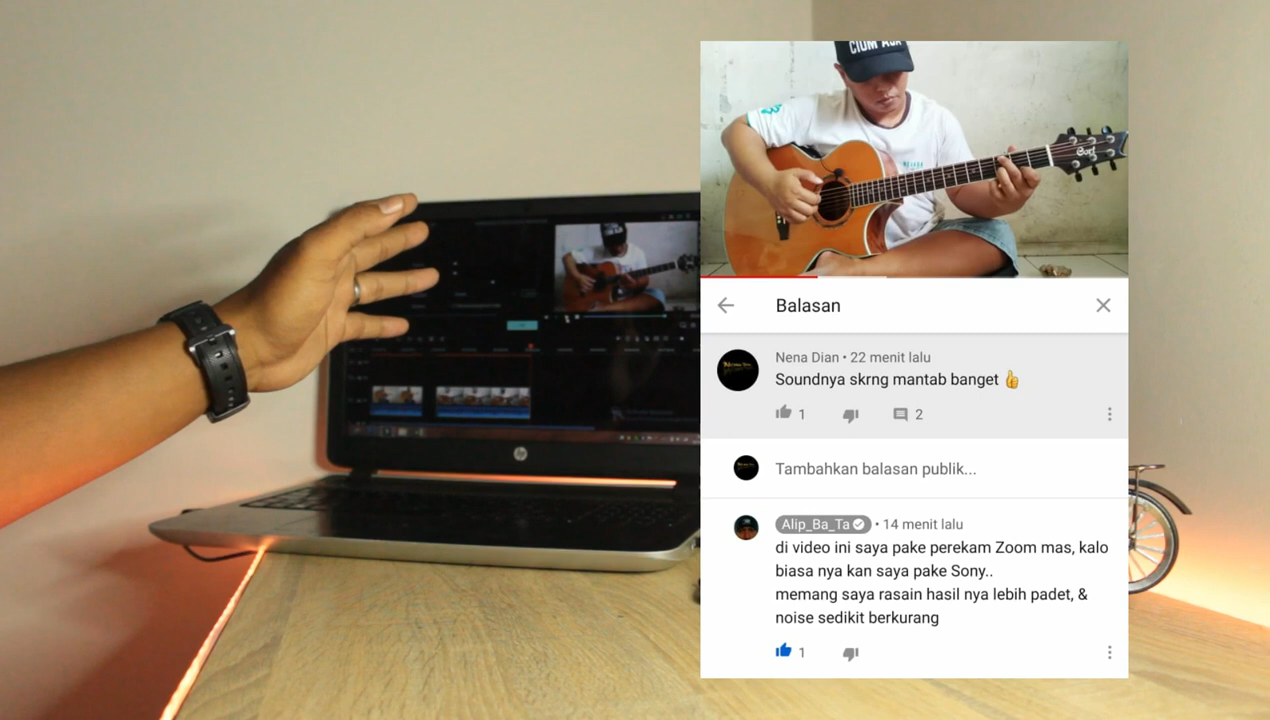 CIUM ASA
Cort
Balasan
Nena Dian • 22 menit lalu
Soundnya skrng mantab banget 👍
1
2
Tambahkan balasan publik...
Alip_Ba_Ta • 14 menit lalu
di video ini saya pake perekam Zoom mas, kalo
biasa nya kan saya pake Sony..
memang saya rasain hasil nya lebih padet, &
noise sedikit berkurang
1
hp